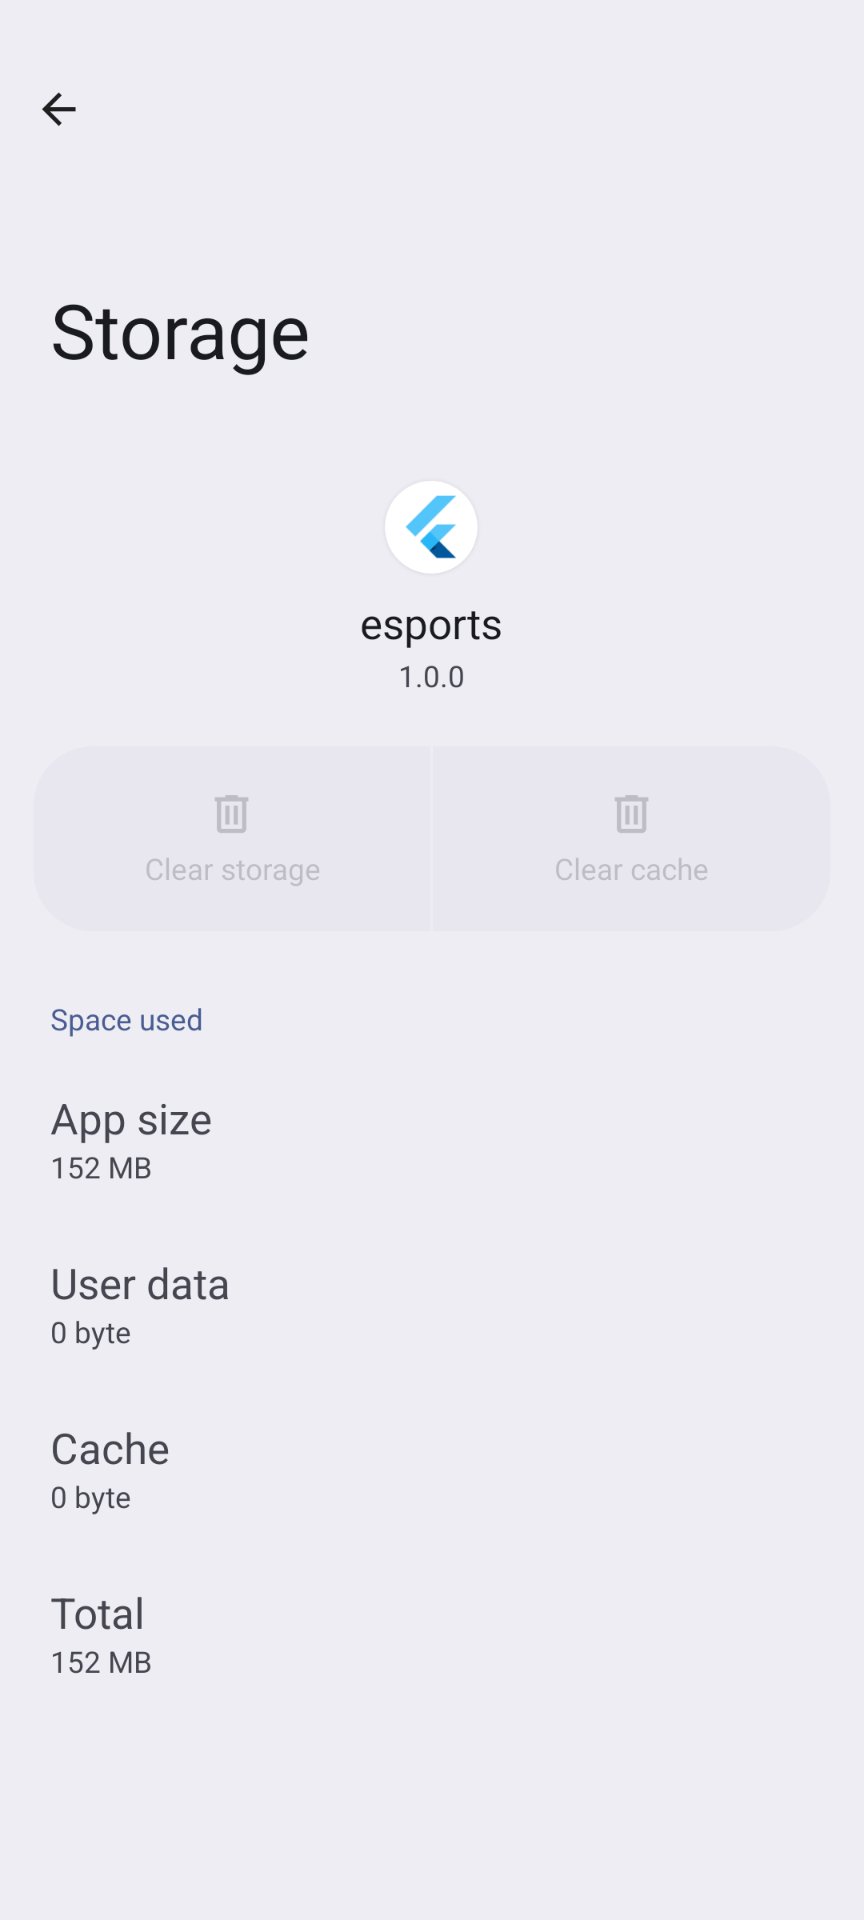 Storage
esports
1.0.0
Clear storage
Clear cache
Space used
App size
152 MB
User data
0 byte
Cache
0 byte
Total
152 MB